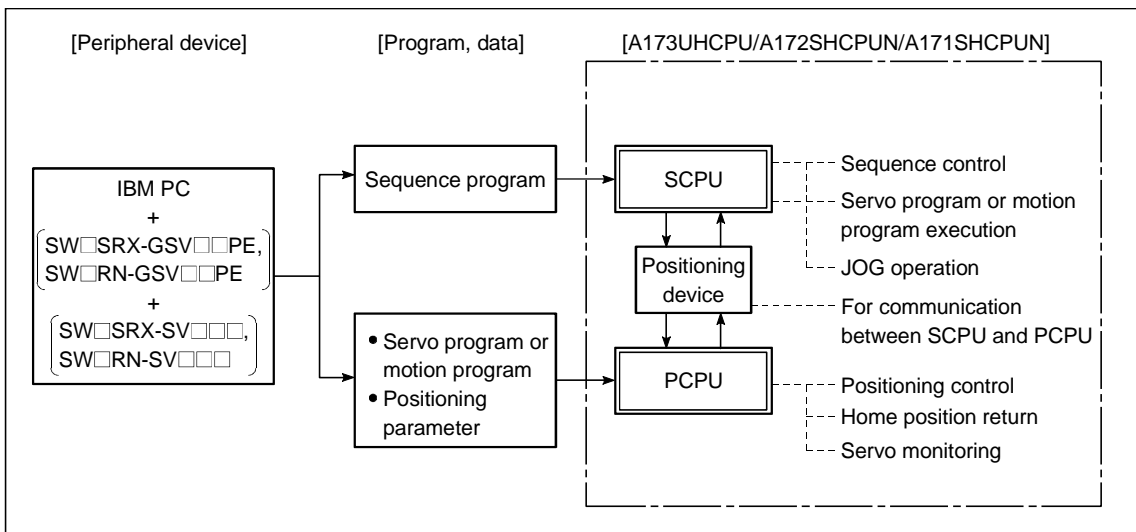 [Peripheral device]
[Program, data]
[A173UHCPU/A172SHCPUN/A171SHCPUN]
IBM PC
+
SW□SRX-GSV□□PE,
SW□RN-GSV□□PE
+
SW□SRX-SV□□□,
SW□RN-SV□□□
Sequence program
• Servo program or
motion program
• Positioning
parameter
SCPU
Positioning
device
PCPU
Sequence control
Servo program or motion
program execution
JOG operation
For communication
between SCPU and PCPU
Positioning control
Home position return
Servo monitoring